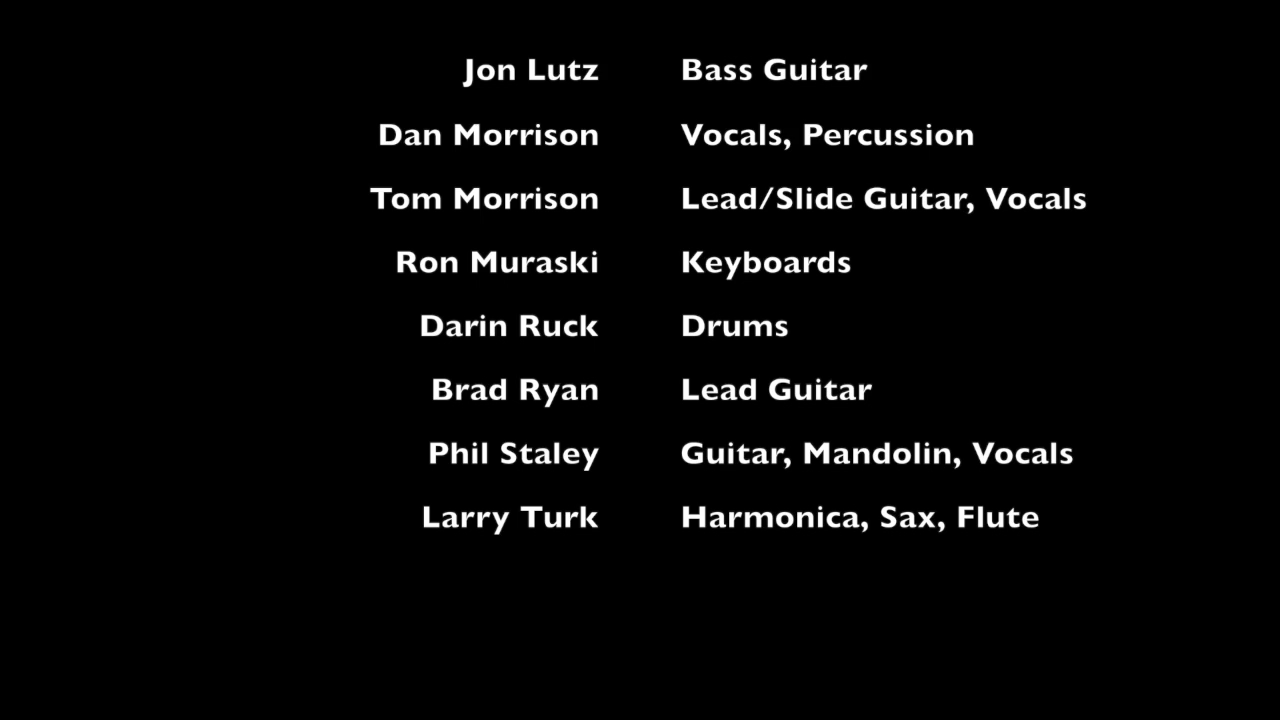 Jon Lutz Bass Guitar
Dan Morrison Vocals, Percussion
Tom Morrison Lead/Slide Guitar, Vocals
Ron Muraski Keyboards
Darin Ruck Drums
Brad Ryan Lead Guitar
Phil Staley Guitar, Mandolin, Vocals
Larry Turk Harmonica, Sax, Flute